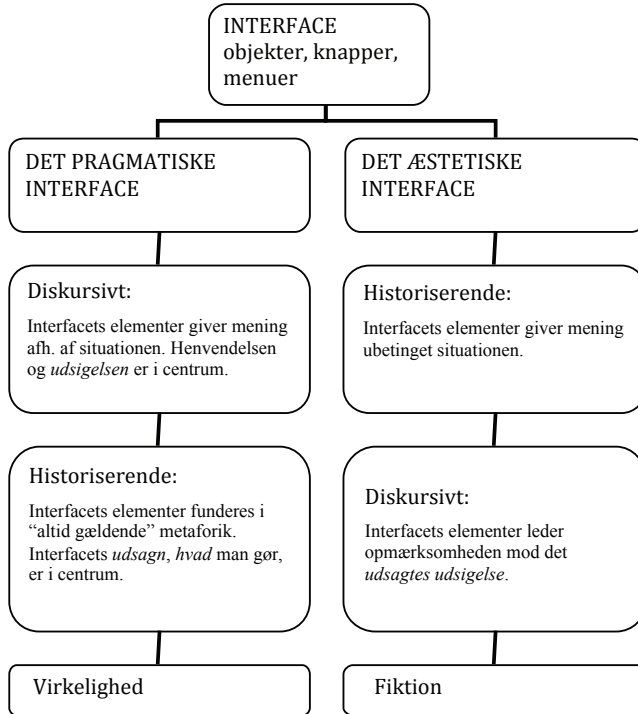 INTERFACE
objekter, knapper,
menuer
DET PRAGMATISKE
INTERFACE
DET ÆSTETISKE
INTERFACE
Diskursivt:
Interfacets elementer giver mening
afh. af situationen. Henvendelsen
og udsigelsen er i centrum.
Historiserende:
Interfacets elementer giver mening
ubetinget situationen.
Historiserende:
Interfacets elementer funderes i
“altid gældende” metaforik.
Interfacets udsagn, hvad man gør,
er i centrum.
Diskursivt:
Interfacets elementer leder
opmærksomheden mod det
udsagtes udsigelse.
Virkelighed
Fiktion